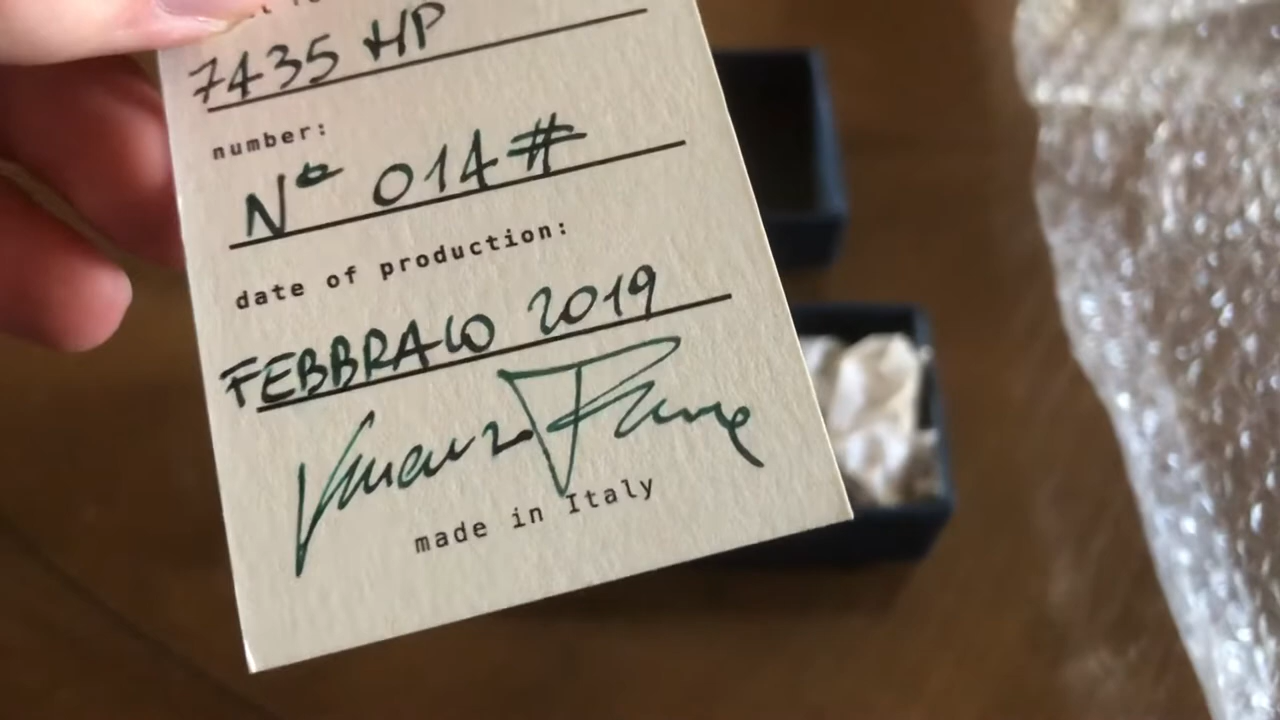 7435 HP
number:
N° 014#
date of production:
FEBBRAIO 2019
made in Italy